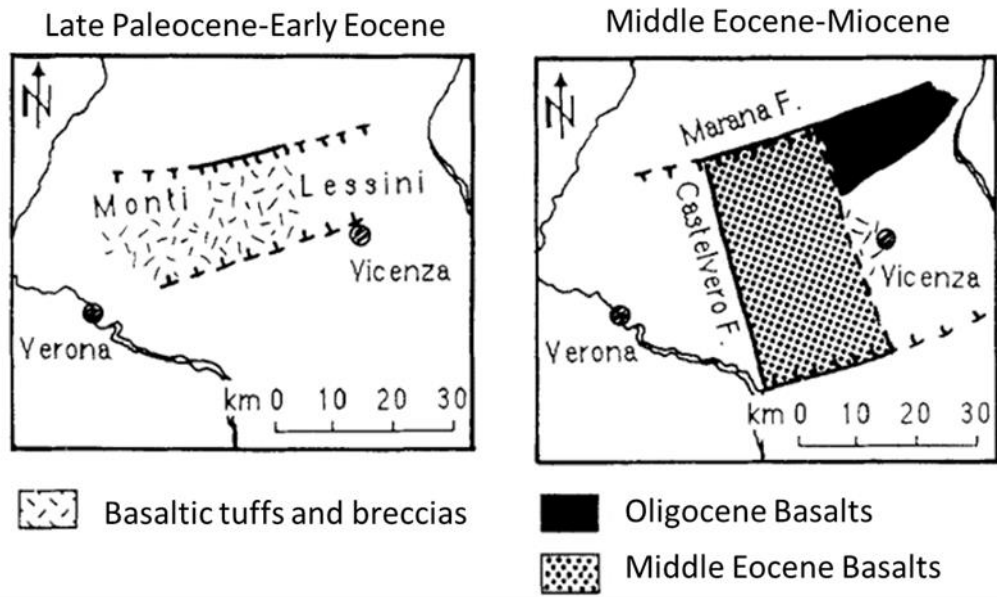 Late Paleocene-Early Eocene
N
Monti Lessini
Vicenza
Verona
km 0 10 20 30
Basaltic tuffs and breccias
Middle Eocene-Miocene
N
Marana F.
Castelvero F.
Vicenza
Verona
km 0 10 20 30
Oligocene Basalts
Middle Eocene Basalts